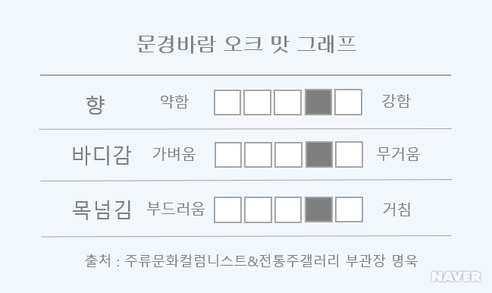 문경바람 오크 맛 그래프
향 약함 강함
바디감 가벼움 무거움
목넘김 부드러움 거침
출처 : 주류문화컬럼니스트&전통주갤러리 부관장 명욱
NAVER